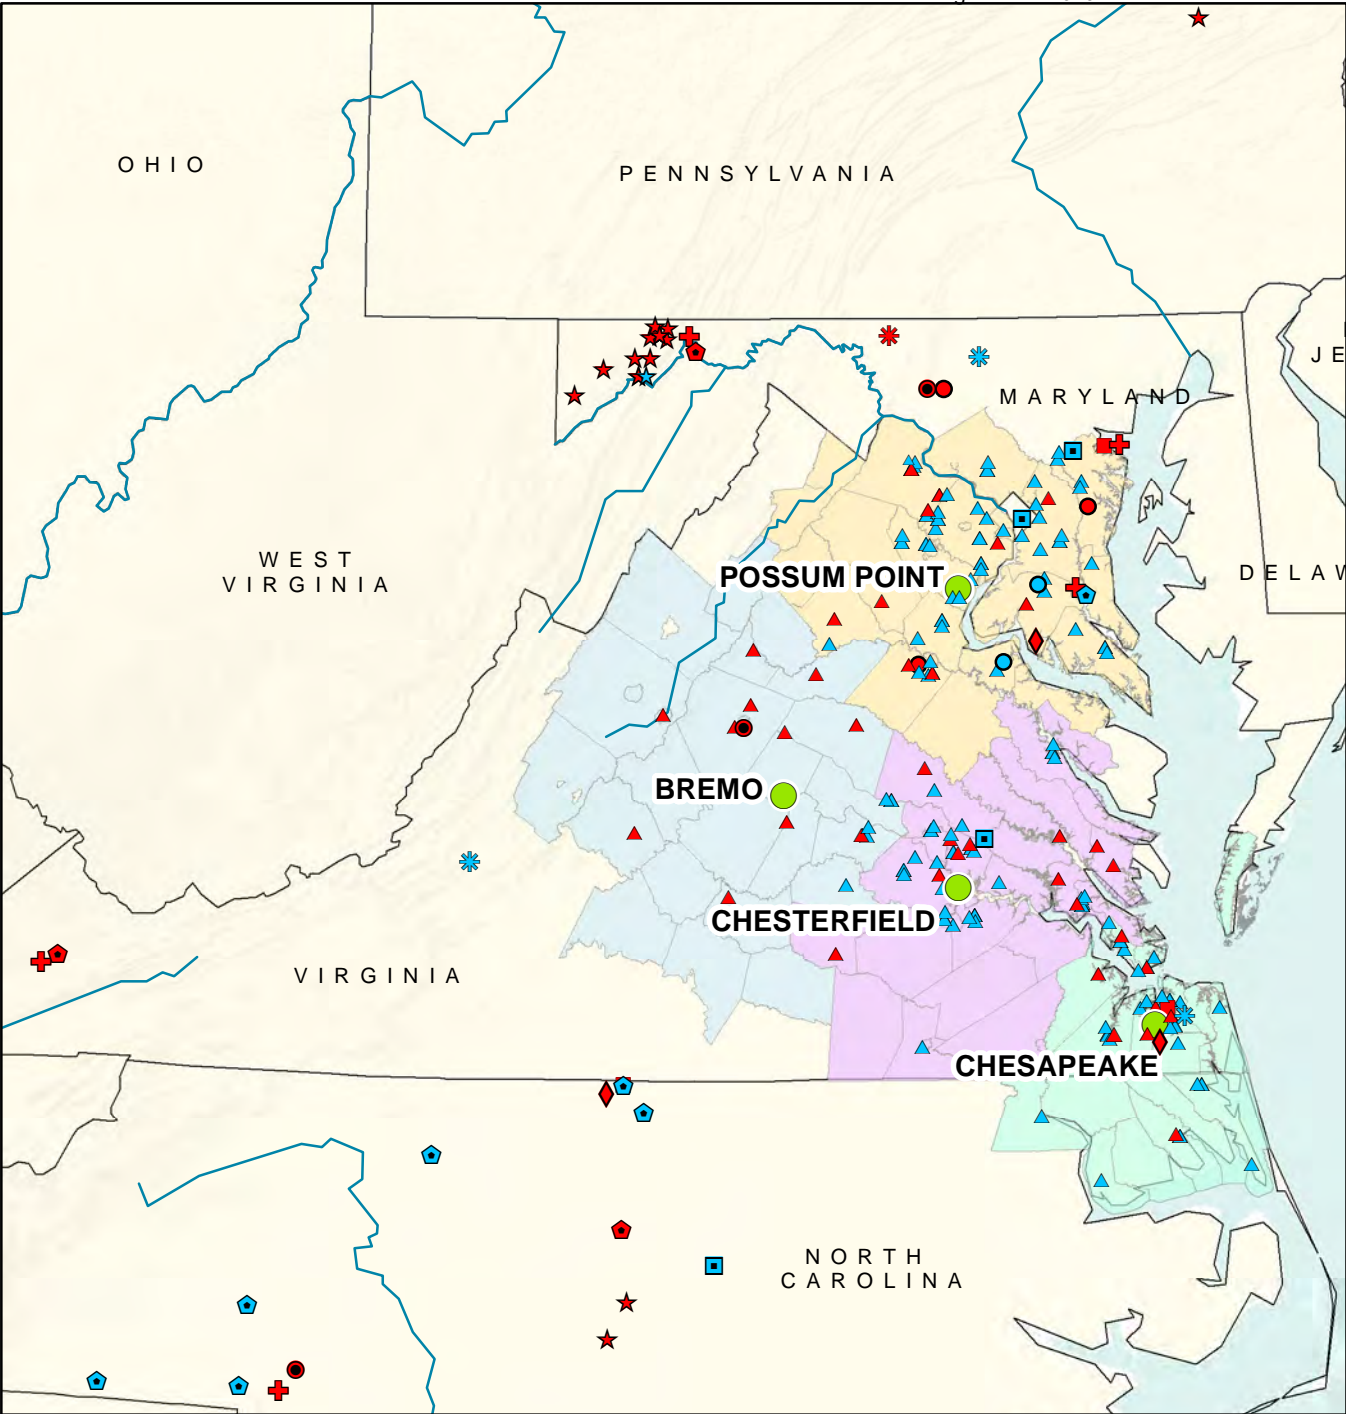 OHIO
PENNSYLVANIA
JE
MARYLAND
WEST
VIRGINIA
DELAW
POSSUM POINT
BREMO
CHESTERFIELD
VIRGINIA
CHESAPEAKE
NORTH
CAROLINA